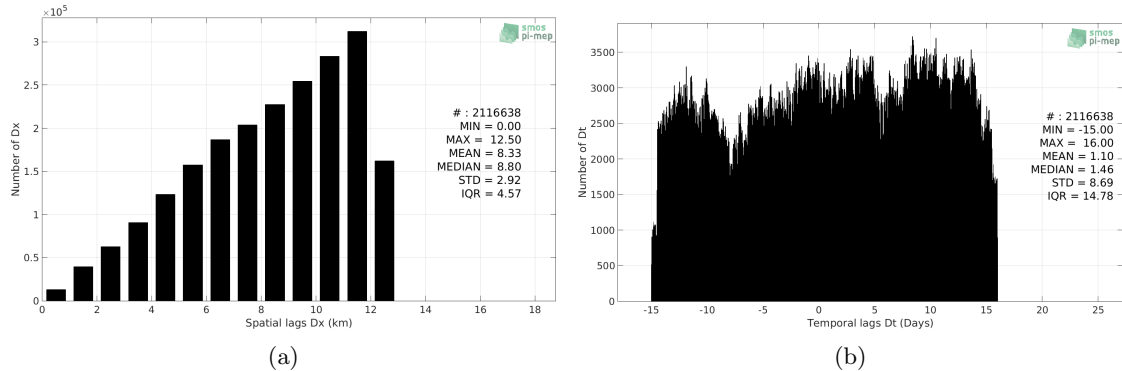 ×10⁵
3
2.5
2
1.5
1
0.5
0
Number of Dx
0 2 4 6 8 10 12 14 16 18
Spatial lags Dx (km)
smos
pi-mep
# : 2116638
MIN = 0.00
MAX = 12.50
MEAN = 8.33
MEDIAN = 8.80
STD = 2.92
IQR = 4.57
(a)
3500
3000
2500
2000
1500
1000
500
0
Number of Dt
-15 -10 -5 0 5 10 15 20 25
Temporal lags Dt (Days)
smos
pi-mep
# : 2116638
MIN = -15.00
MAX = 16.00
MEAN = 1.10
MEDIAN = 1.46
STD = 8.69
IQR = 14.78
(b)